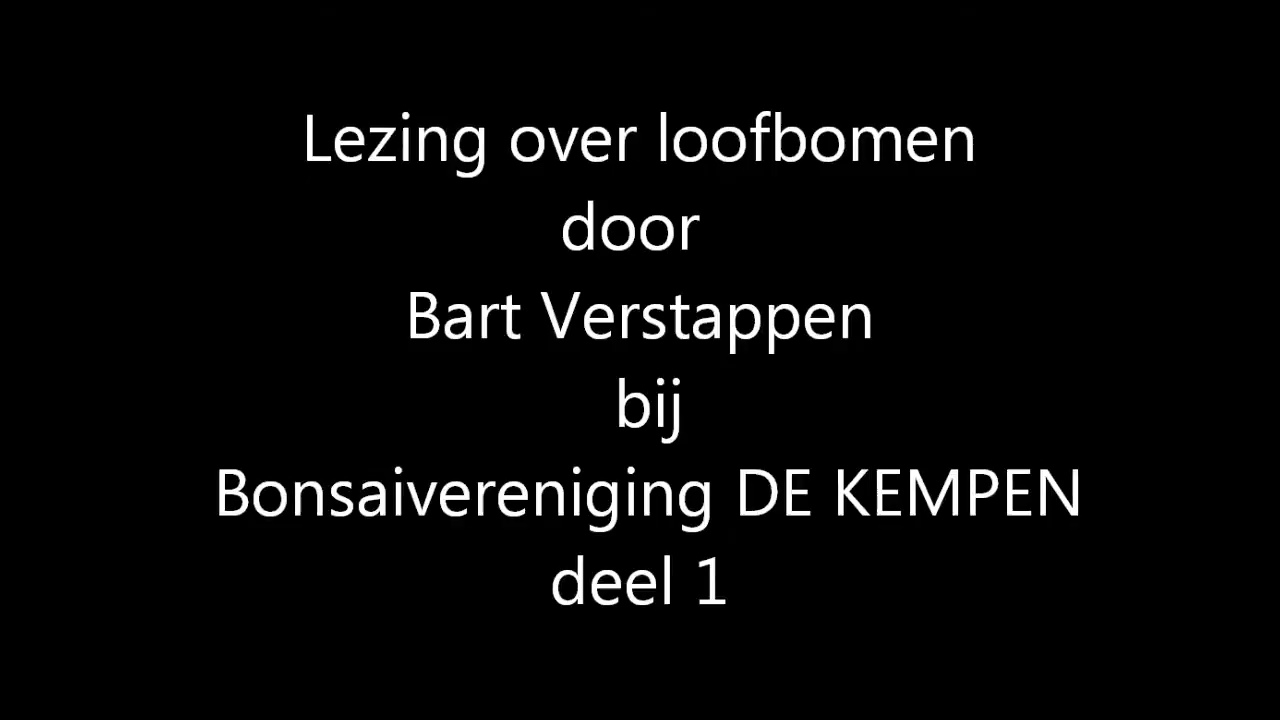 Lezing over loofbomen
door
Bart Verstappen
bij
Bonsaivereniging DE KEMPEN
deel 1